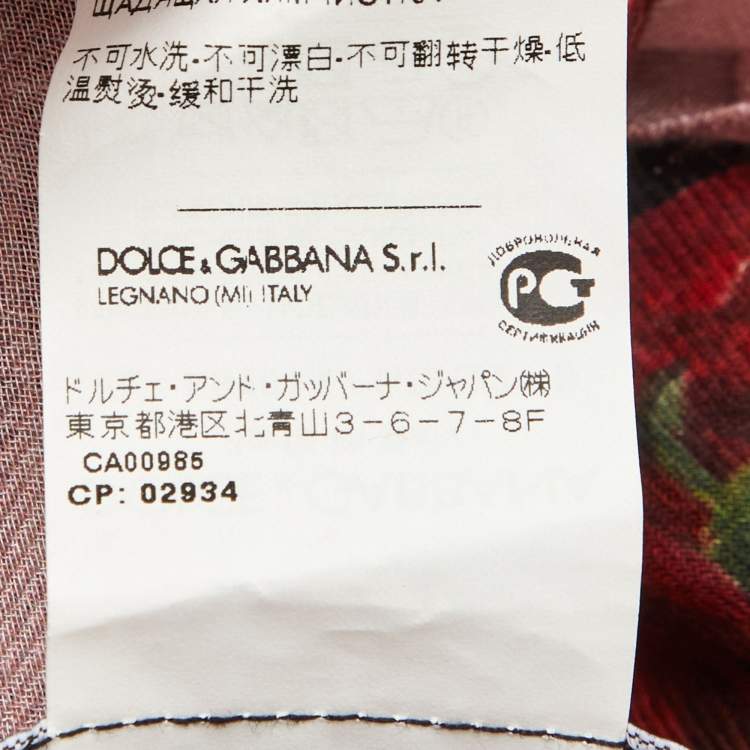 不可水洗-不可漂白-不可翻转干燥-低
温熨烫-缓和干洗
DOLCE & GABBANA S.r.l.
LEGNANO (MI) ITALY
ДОБРОВОЛЬНАЯ
РСТ
СЕРТИФИКАЦИЯ
ドルチェ・アンド・ガッバーナ・ジャパン(株)
東京都港区北青山3-6-7-8F
CA00985
CP: 02934